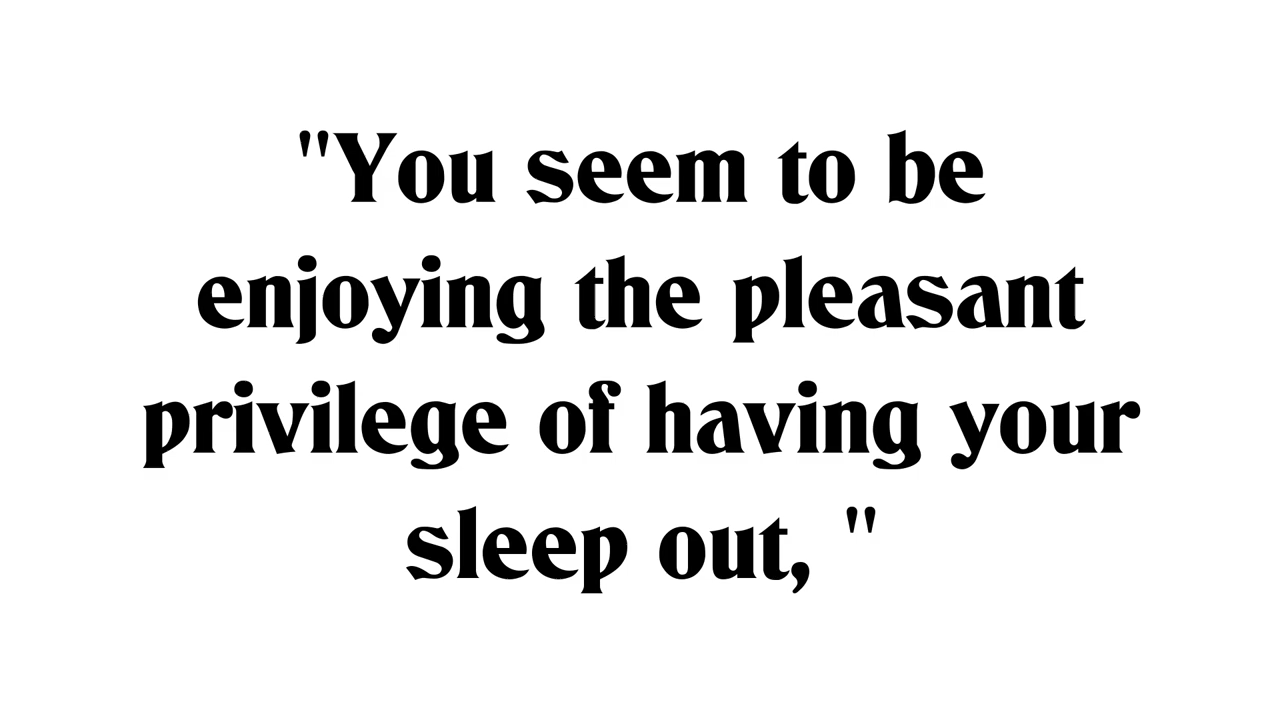 "You seem to be
enjoying the pleasant
privilege of having your
sleep out, "